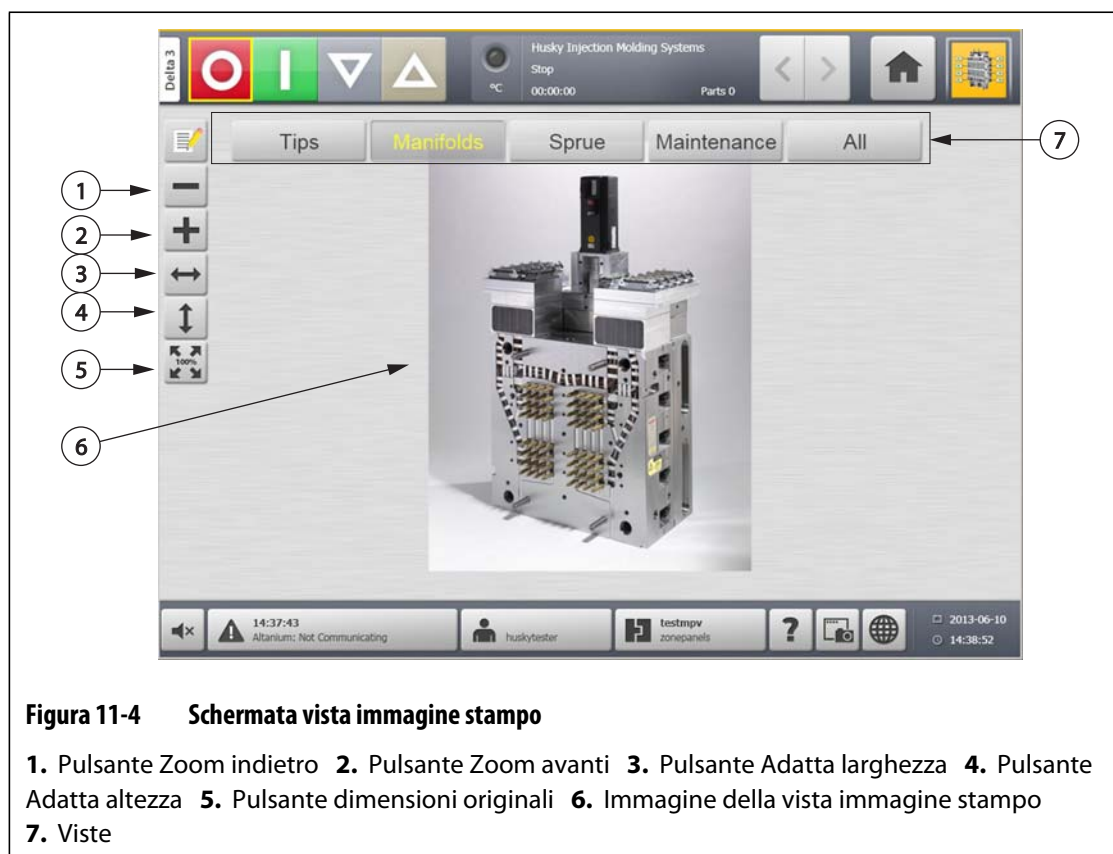 Delta 3
°C
Husky Injection Molding Systems
Stop
00:00:00 Parts 0
Tips Manifolds Sprue Maintenance All
7
1
2
3
4
100%
5
6
14:37:43
Altanium: Not Communicating
huskytester
testmpv
zonepanels
?
2013-06-10
14:38:52
Figura 11-4 Schermata vista immagine stampo
1. Pulsante Zoom indietro 2. Pulsante Zoom avanti 3. Pulsante Adatta larghezza 4. Pulsante
Adatta altezza 5. Pulsante dimensioni originali 6. Immagine della vista immagine stampo
7. Viste